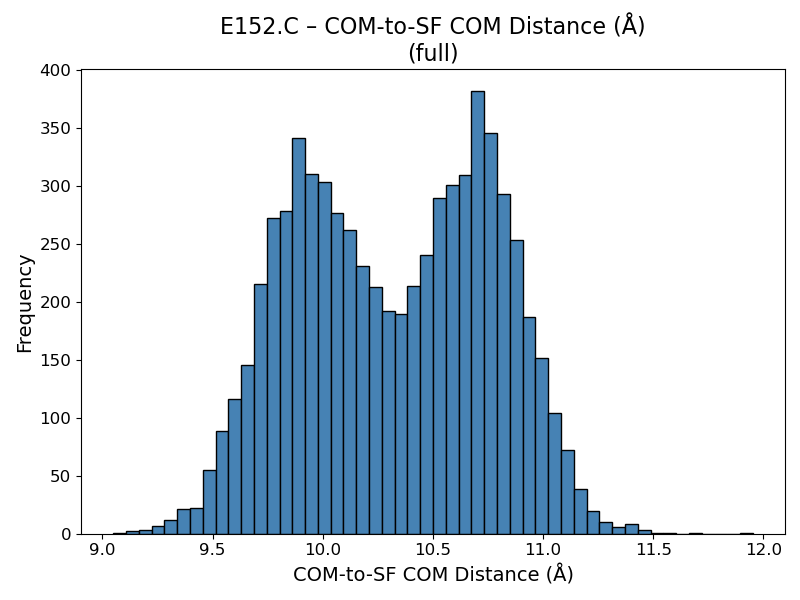 E152.C – COM-to-SF COM Distance (Å)
(full)
400
350
300
250
200
150
100
50
0
Frequency
9.0 9.5 10.0 10.5 11.0 11.5 12.0
COM-to-SF COM Distance (Å)